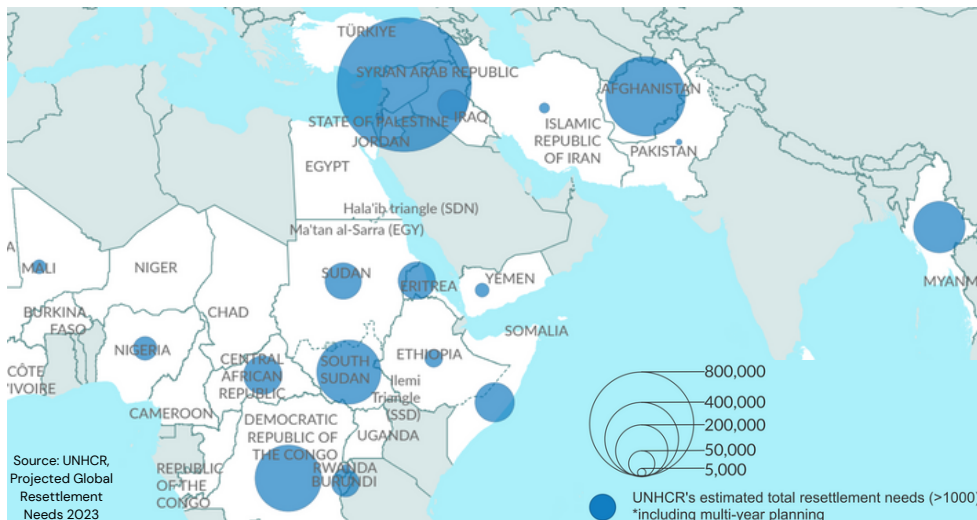 TÜRKIYE
SYRIAN ARAB REPUBLIC
AFGHANISTAN
STATE OF PALESTINE
IRAQ
ISLAMIC
REPUBLIC
OF IRAN
JORDAN
PAKISTAN
EGYPT
Hala'ib triangle (SDN)
Ma'tan al-Sarra (EGY)
MALI
NIGER
SUDAN
ERITREA
YEMEN
MYANM
BURKINA
FASO
CHAD
SOMALIA
NIGERIA
CENTRAL
AFRICAN
REPUBLIC
SOUTH
SUDAN
ETHIOPIA
CÔTE
IVOIRE
Ilemi
Triangle
(SSD)
CAMEROON
DEMOCRATIC
REPUBLIC OF
THE CONGO
UGANDA
RWANDA
BURUNDI
REPUBLIC
OF THE
CONGO
Source: UNHCR,
Projected Global
Resettlement
Needs 2023
800,000
400,000
200,000
50,000
5,000
UNHCR's estimated total resettlement needs (>1000)
*including multi-year planning